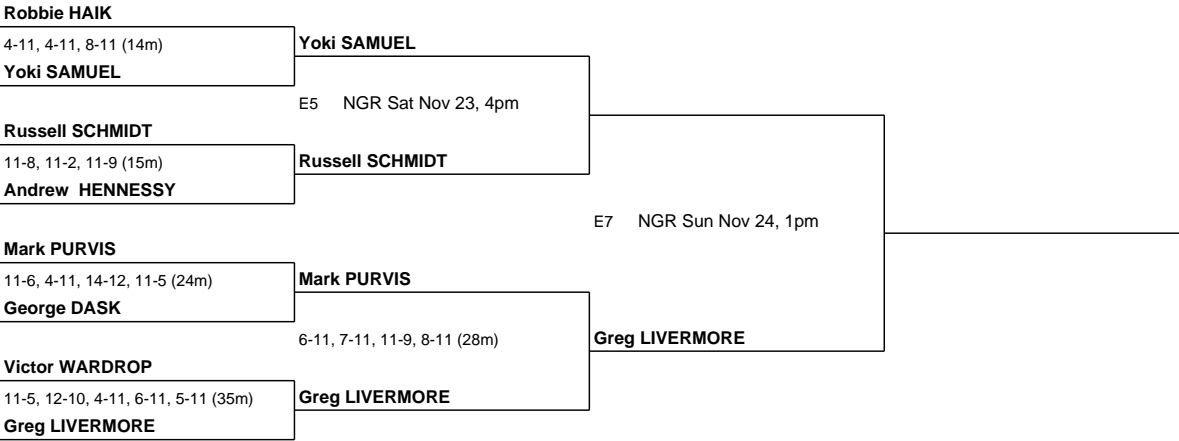 Robbie HAIK
4-11, 4-11, 8-11 (14m)
Yoki SAMUEL
Yoki SAMUEL
E5 NGR Sat Nov 23, 4pm
Russell SCHMIDT
11-8, 11-2, 11-9 (15m)
Russell SCHMIDT
Andrew HENNESSY
E7 NGR Sun Nov 24, 1pm
Mark PURVIS
11-6, 4-11, 14-12, 11-5 (24m)
Mark PURVIS
George DASK
6-11, 7-11, 11-9, 8-11 (28m)
Greg LIVERMORE
Victor WARDROP
11-5, 12-10, 4-11, 6-11, 5-11 (35m)
Greg LIVERMORE
Greg LIVERMORE